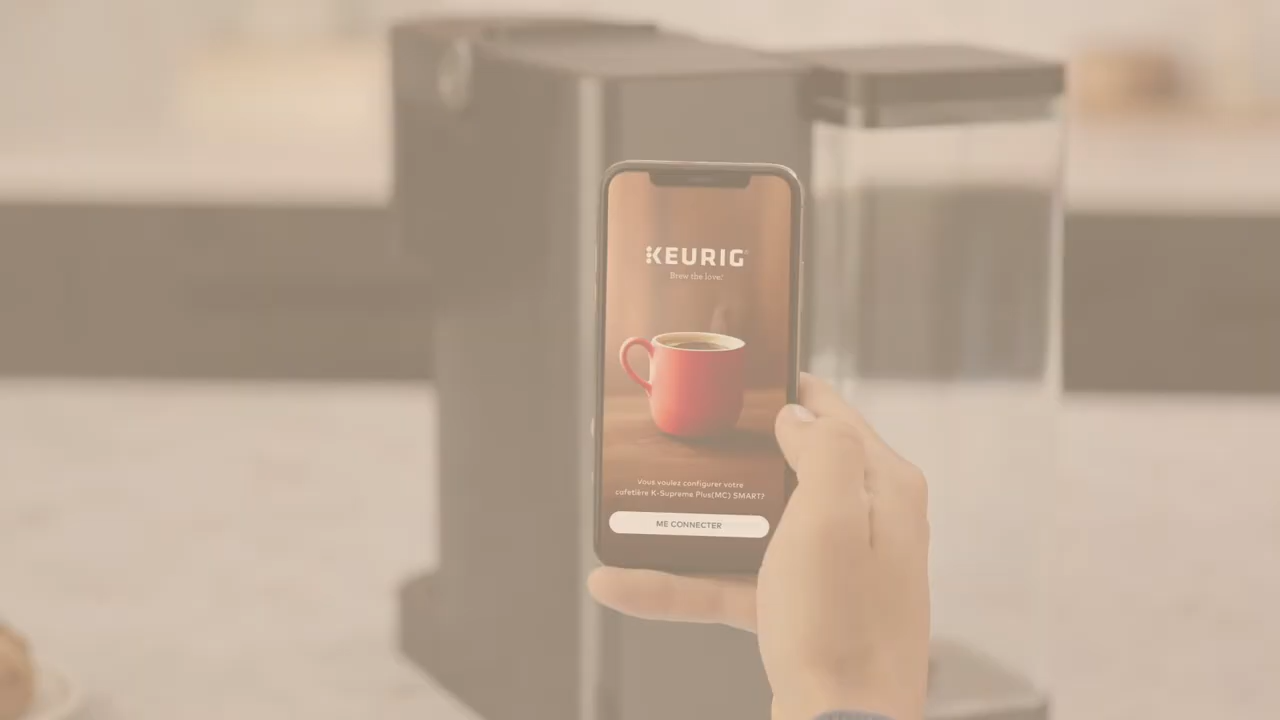 KEURIG®
Brew the love!
Vous voulez configurer votre
cafetière K-Supreme Plus(MC) SMART?
ME CONNECTER